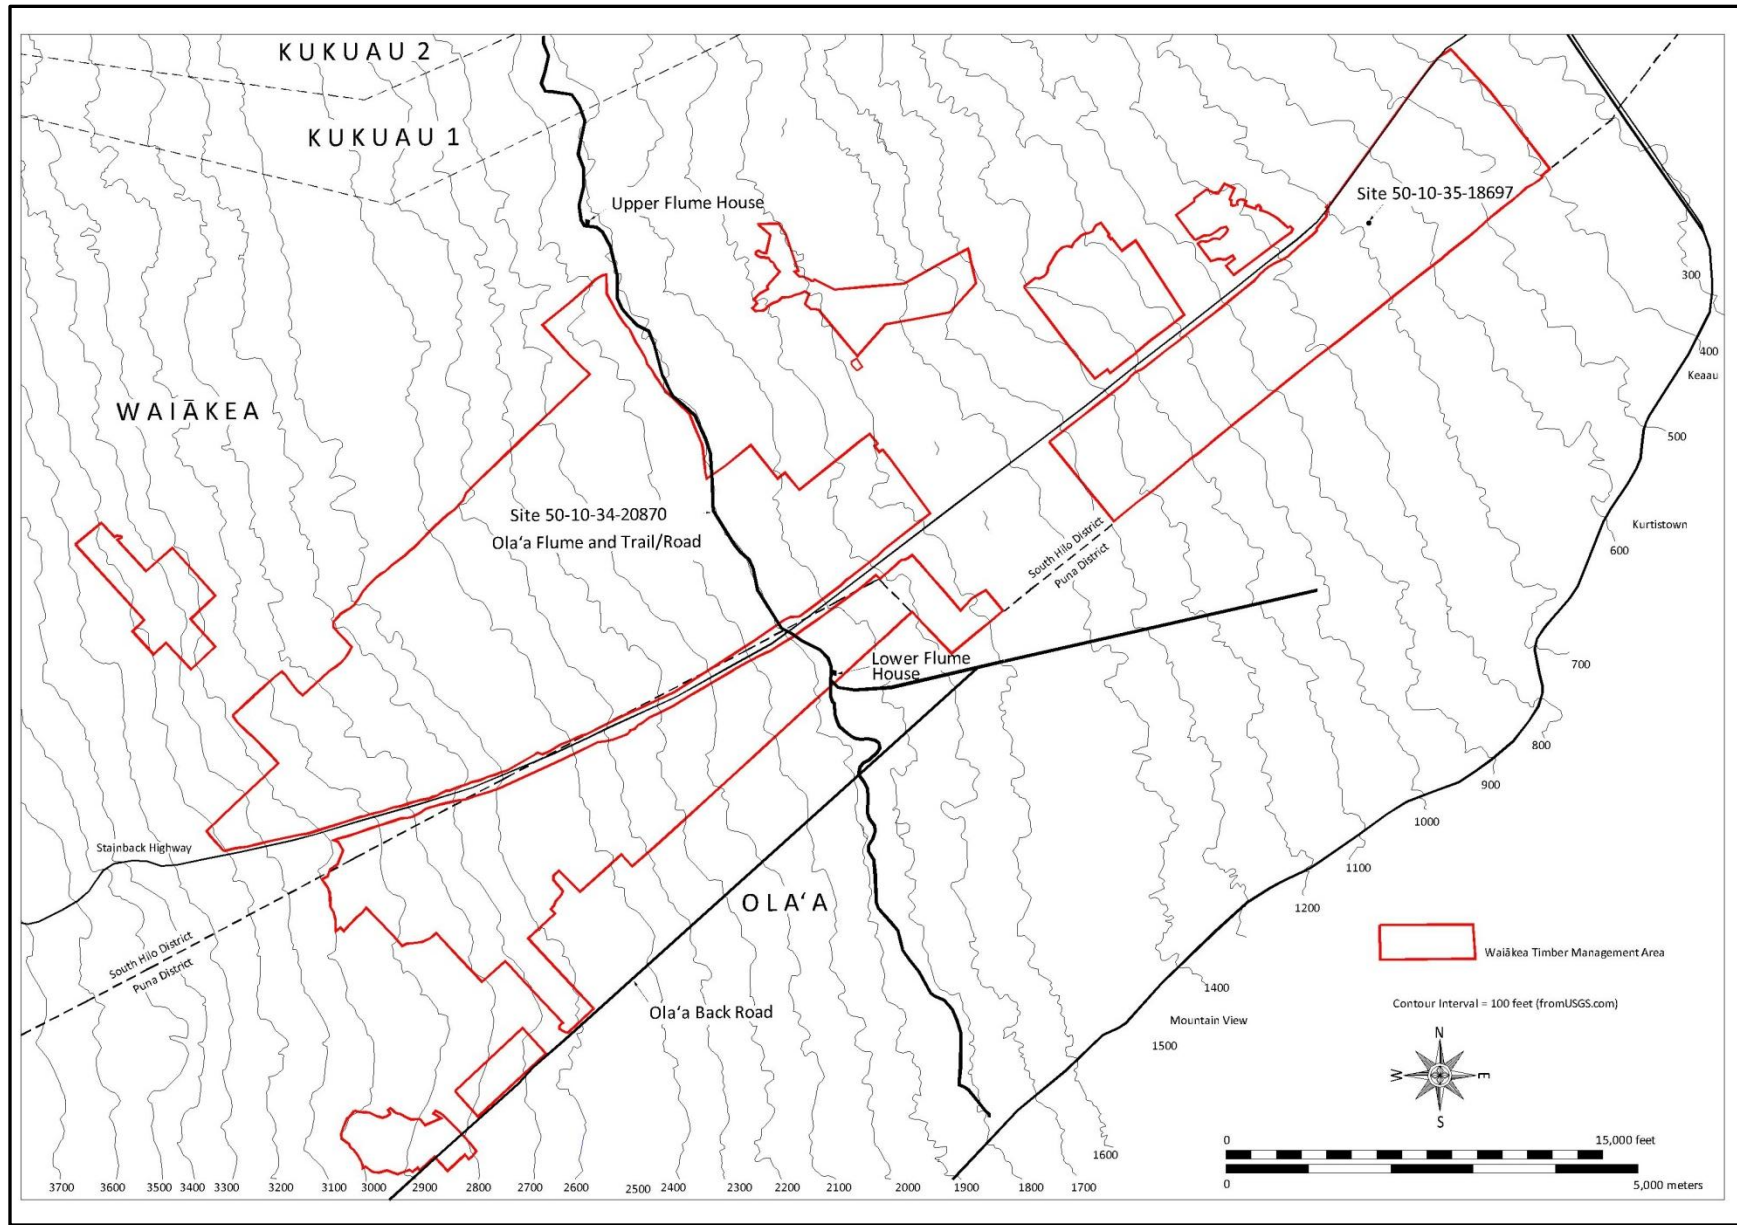 KUKUAU 2
KUKUAU 1
Upper Flume House
Site 50-10-35-18697
300
400
Keaau
WAIĀKEA
500
Site 50-10-34-20870
Olaʻa Flume and Trail/Road
South Hilo District
Puna District
Kurtistown
600
Lower Flume
House
700
800
900
Stainback Highway
1000
1100
OLAʻA
1200
South Hilo District
Puna District
Waiākea Timber Management Area
1400
Olaʻa Back Road
Contour Interval = 100 feet (fromUSGS.com)
Mountain View
1500
N
W
E
S
0
15,000 feet
1600
3700
3600
3500
3400
3300
3200
3100
3000
2900
2700
2600
2500
2400
2300
2200
2100
2000
1900
1800
1700
0
5,000 meters